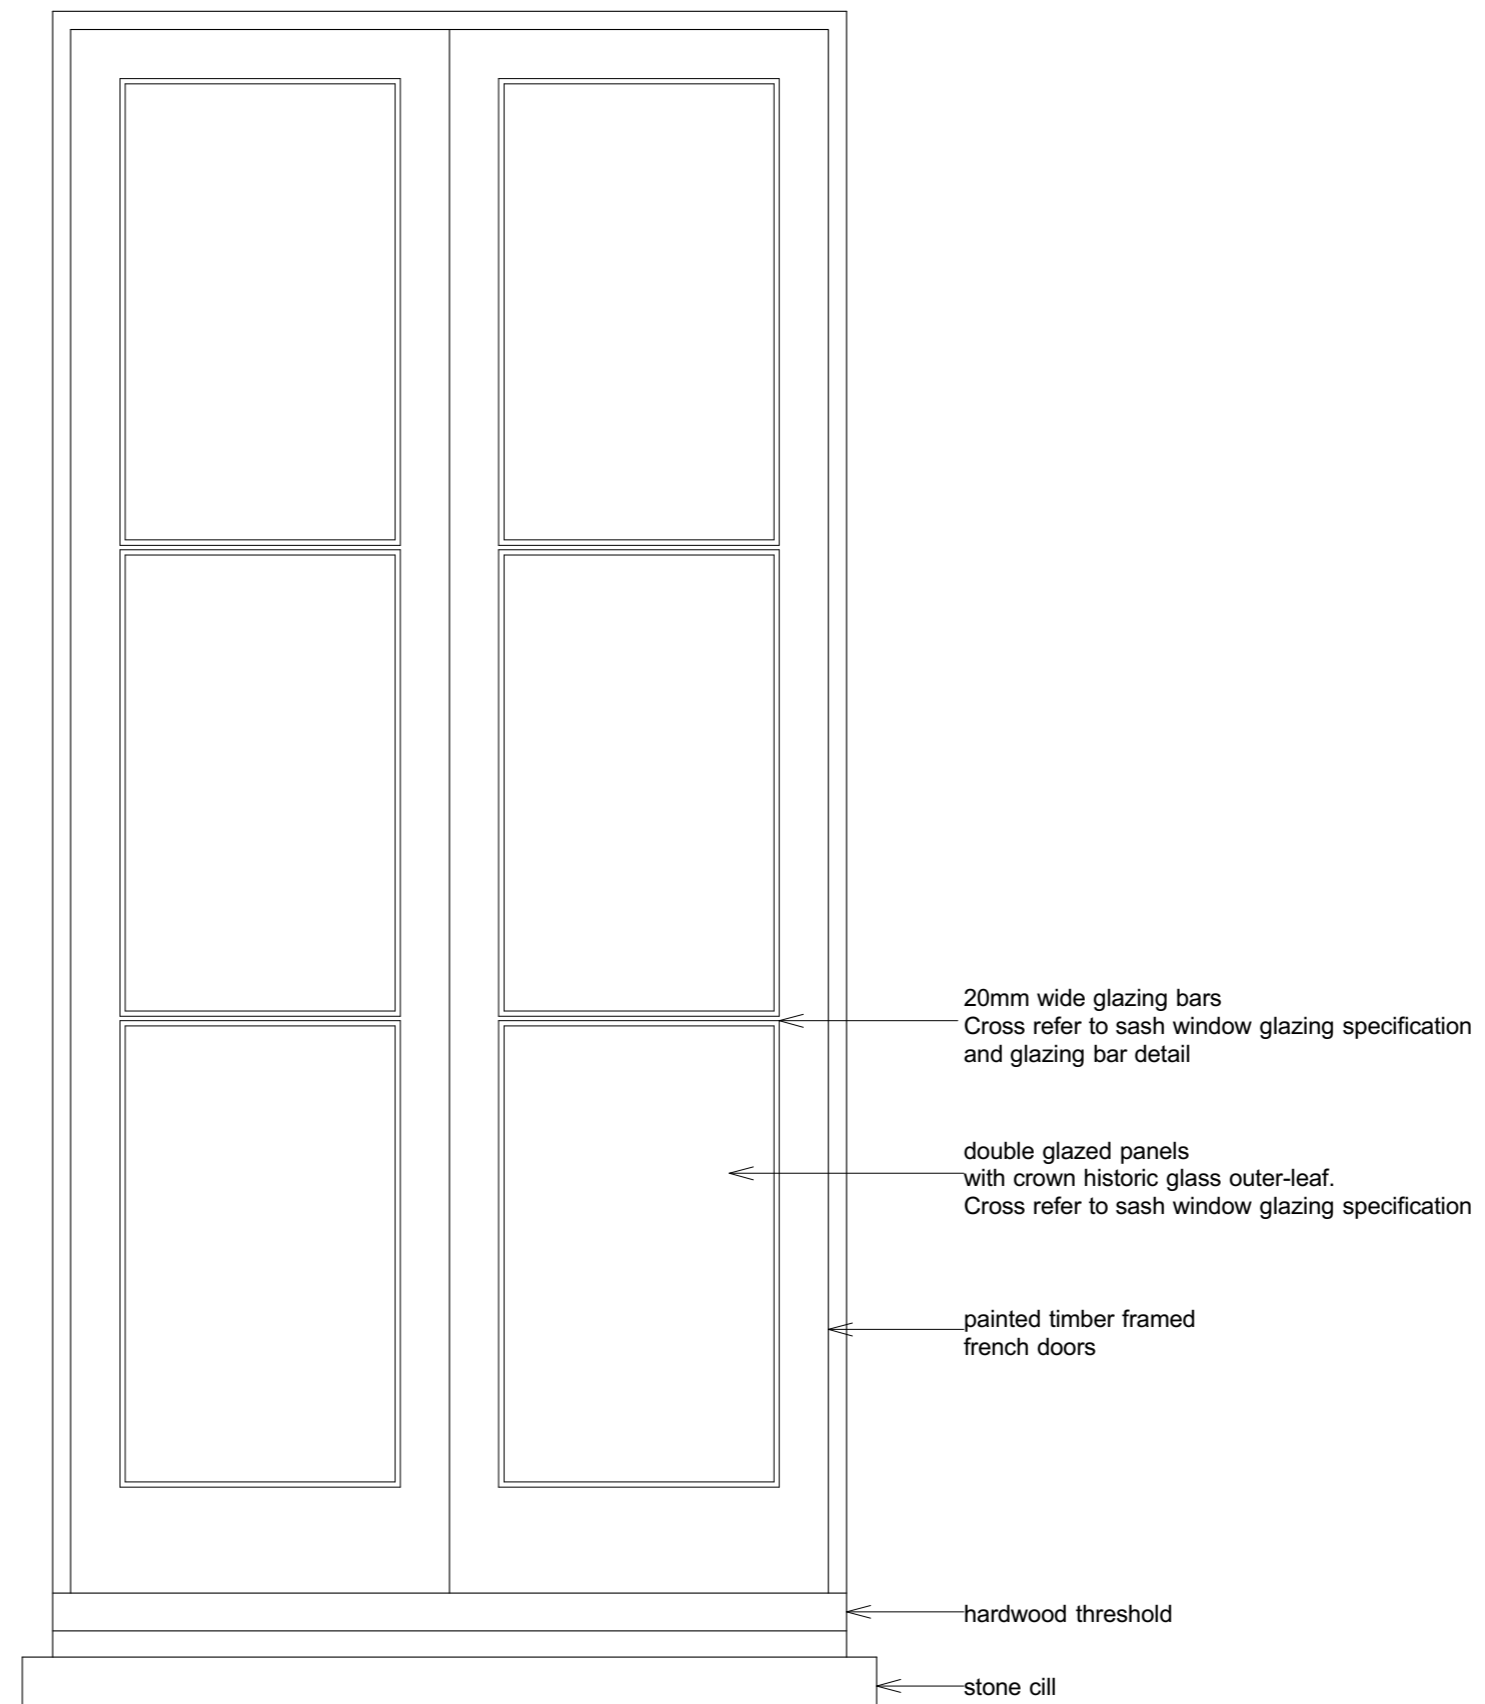 20mm wide glazing bars
Cross refer to sash window glazing specification
and glazing bar detail
double glazed panels
with crown historic glass outer-leaf.
Cross refer to sash window glazing specification
painted timber framed
french doors
hardwood threshold
stone cill